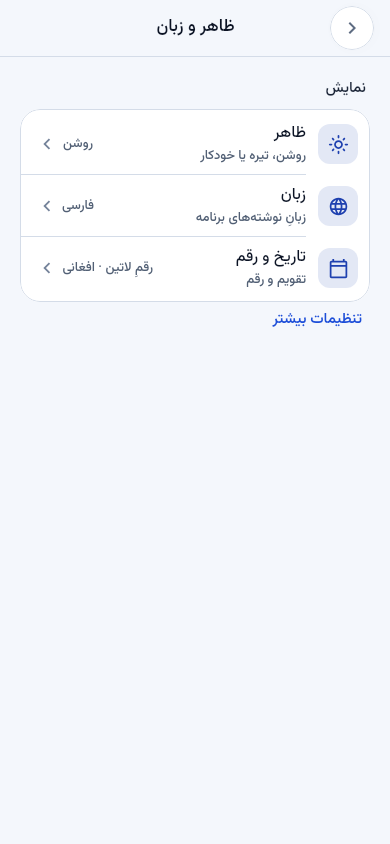 ظاهر و زبان
نمایش
ظاهر
روشن، تیره یا خودکار
روشن
زبان
زبانِ نوشته‌های برنامه
فارسی
تاریخ و رقم
تقویم و رقم
رقمِ لاتین · افغانی
تنظیمات بیشتر